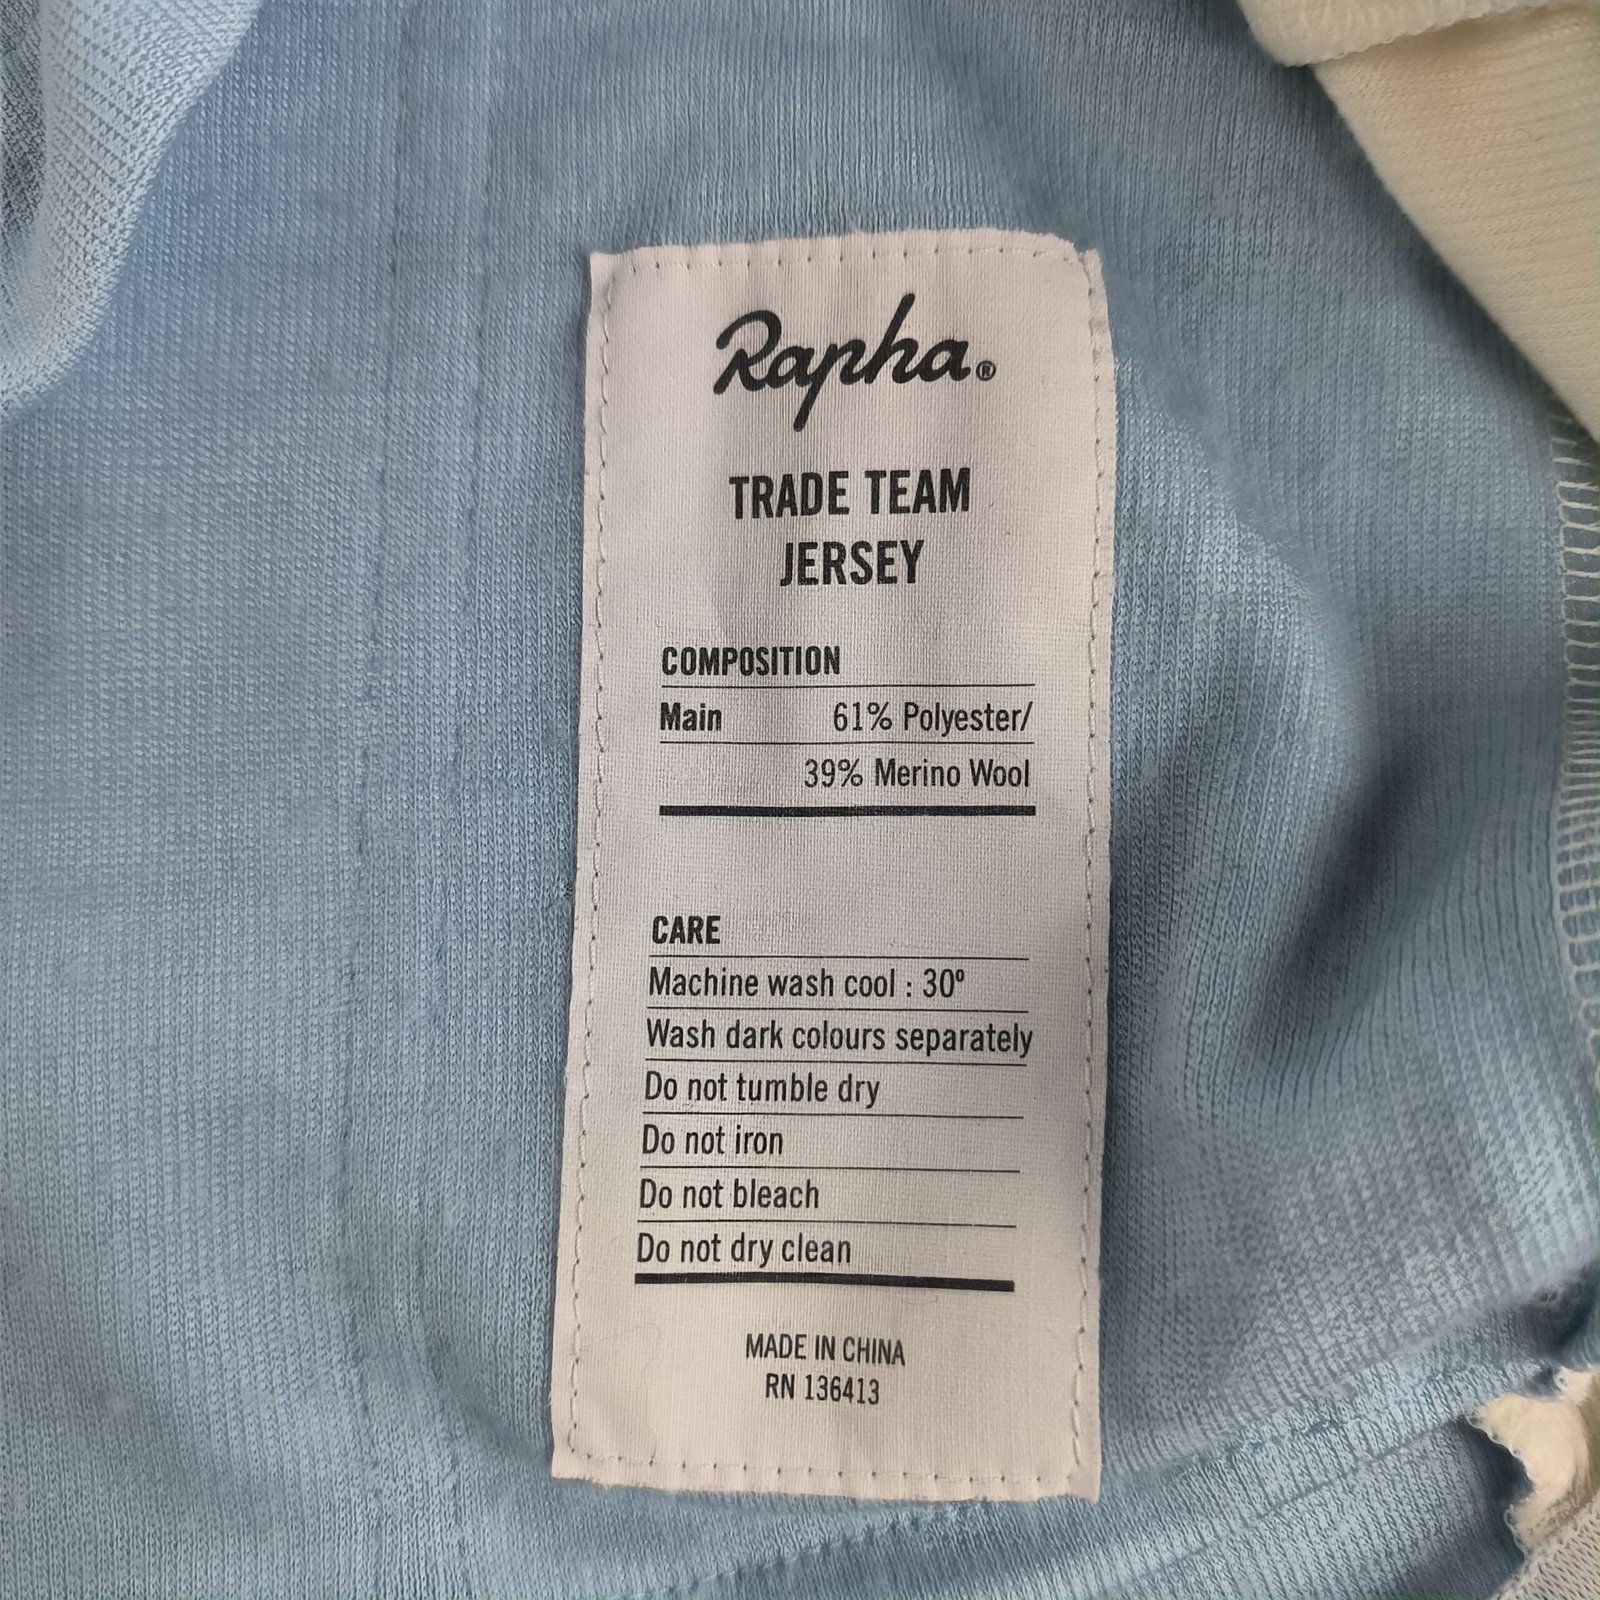 Rapha.®
TRADE TEAM
JERSEY
COMPOSITION
Main 61% Polyester/
39% Merino Wool
CARE
Machine wash cool : 30º
Wash dark colours separately
Do not tumble dry
Do not iron
Do not bleach
Do not dry clean
MADE IN CHINA
RN 136413